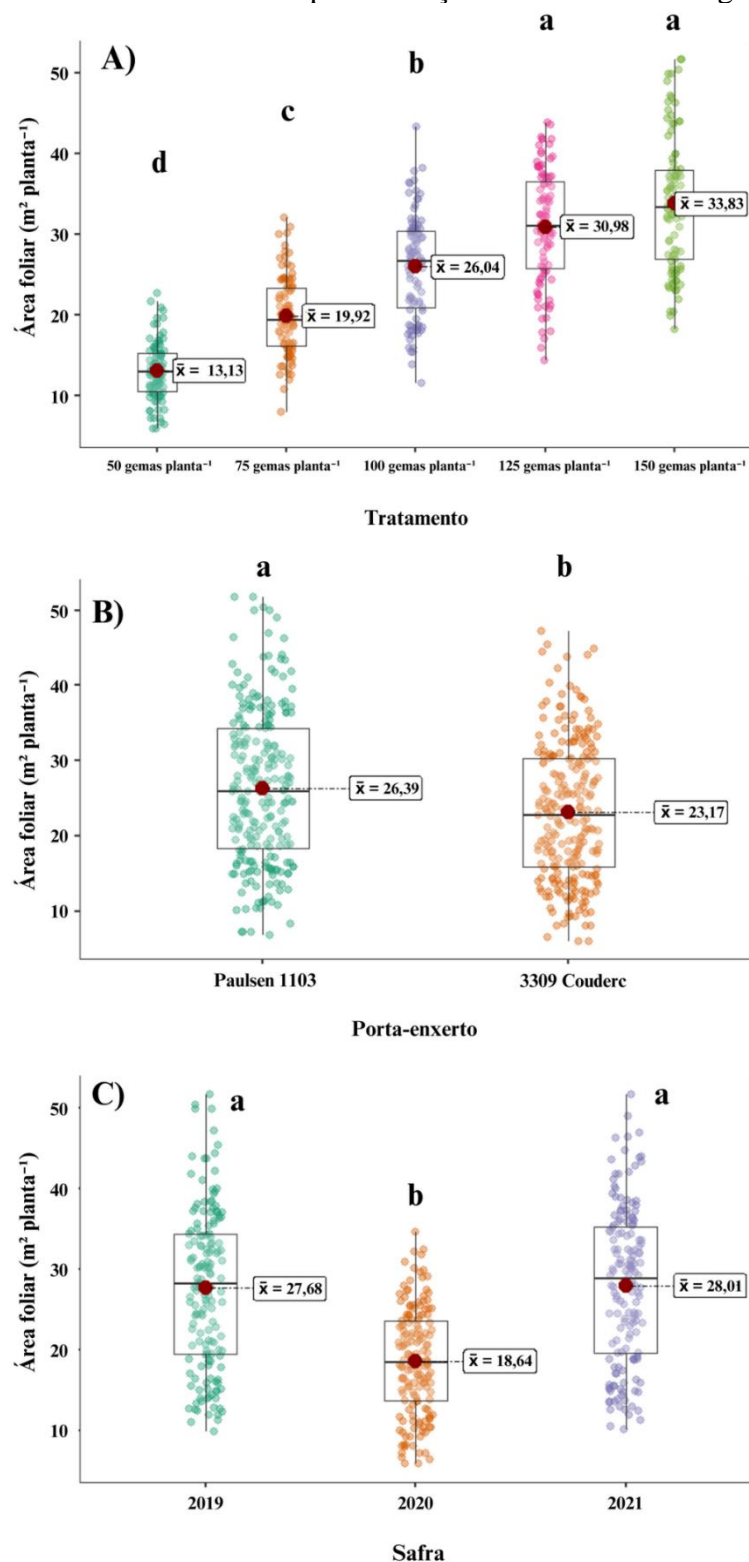 a
a
A)
b
50
c
d
40
30
x̄ = 33,83
x̄ = 30,98
x̄ = 26,04
20
x̄ = 19,92
x̄ = 13,13
10
Área foliar (m² planta⁻¹)
50 gemas planta⁻¹ 75 gemas planta⁻¹ 100 gemas planta⁻¹ 125 gemas planta⁻¹ 150 gemas planta⁻¹
Tratamento
a b
B)
50
40
30
x̄ = 26,39
x̄ = 23,17
20
10
Área foliar (m² planta⁻¹)
Paulsen 1103 3309 Couderc
Porta-enxerto
C)
a a
50
b
40
30
x̄ = 27,68 x̄ = 28,01
20
x̄ = 18,64
10
Área foliar (m² planta⁻¹)
2019 2020 2021
Safra